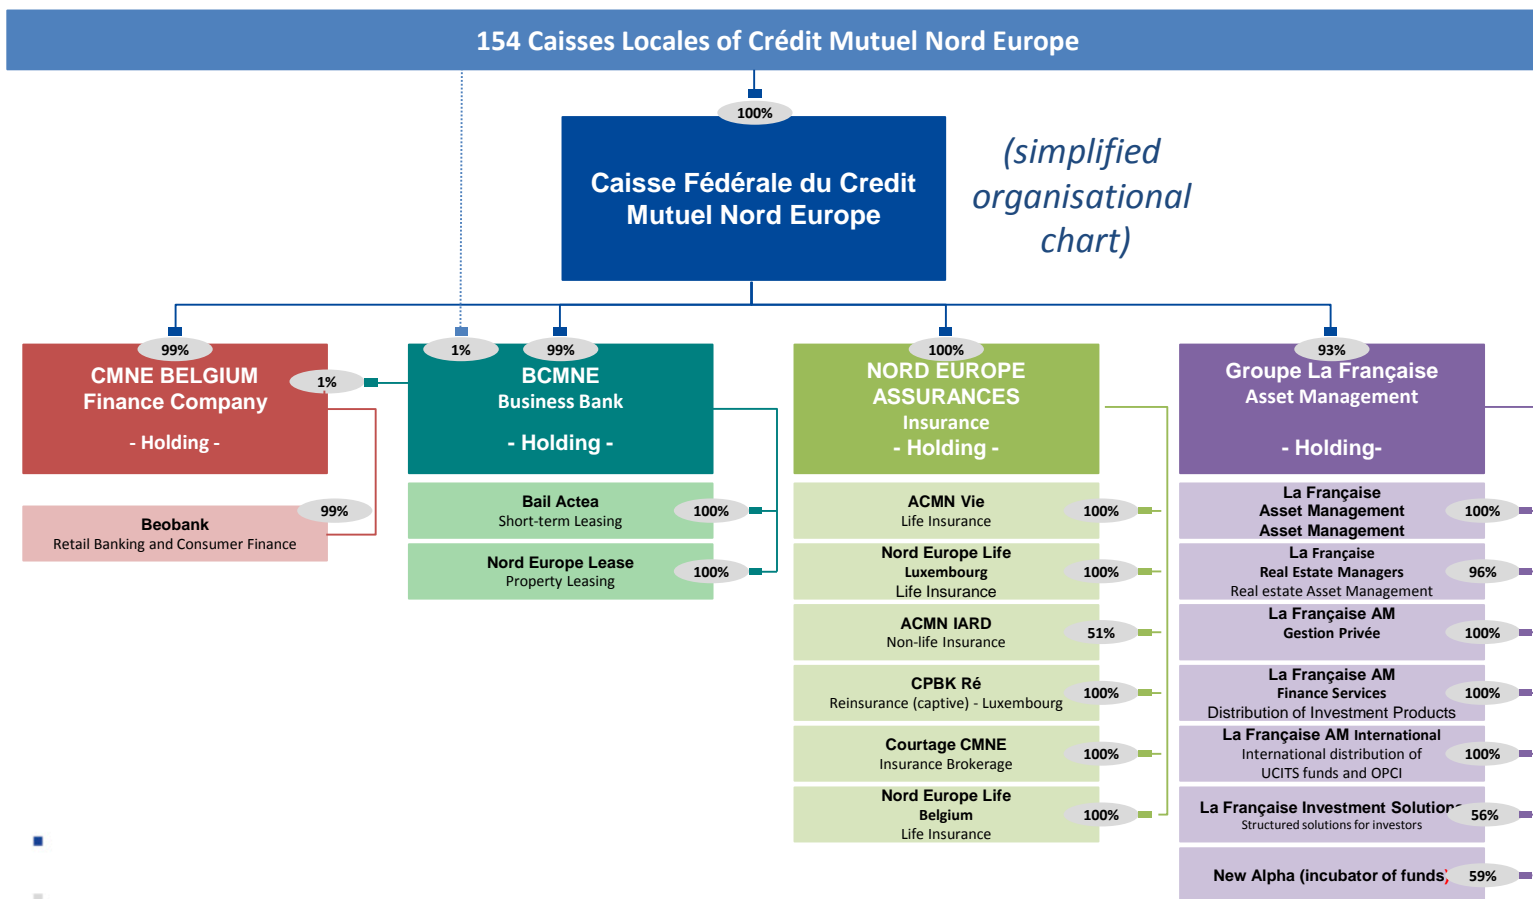 154 Caisses Locales of Crédit Mutuel Nord Europe
100%
Caisse Fédérale du Credit
Mutuel Nord Europe
(simplified
organisational
chart)
99%
CMNE BELGIUM
Finance Company
- Holding -
1%
99%
Beobank
Retail Banking and Consumer Finance
1%
99%
BCMNE
Business Bank
- Holding -
Bail Actea
Short-term Leasing
100%
Nord Europe Lease
Property Leasing
100%
100%
NORD EUROPE
ASSURANCES
Insurance
- Holding -
ACMN Vie
Life Insurance
100%
Nord Europe Life
Luxembourg
Life Insurance
100%
ACMN IARD
Non-life Insurance
51%
CPBK Ré
Reinsurance (captive) - Luxembourg
100%
Courtage CMNE
Insurance Brokerage
100%
Nord Europe Life
Belgium
Life Insurance
100%
93%
Groupe La Française
Asset Management
- Holding-
La Française
Asset Management
Asset Management
100%
La Française
Real Estate Managers
Real estate Asset Management
96%
La Française AM
Gestion Privée
100%
La Française AM
Finance Services
Distribution of Investment Products
100%
La Française AM International
International distribution of
UCITS funds and OPCI
100%
La Française Investment Solutions
Structured solutions for investors
56%
New Alpha (incubator of funds)
59%